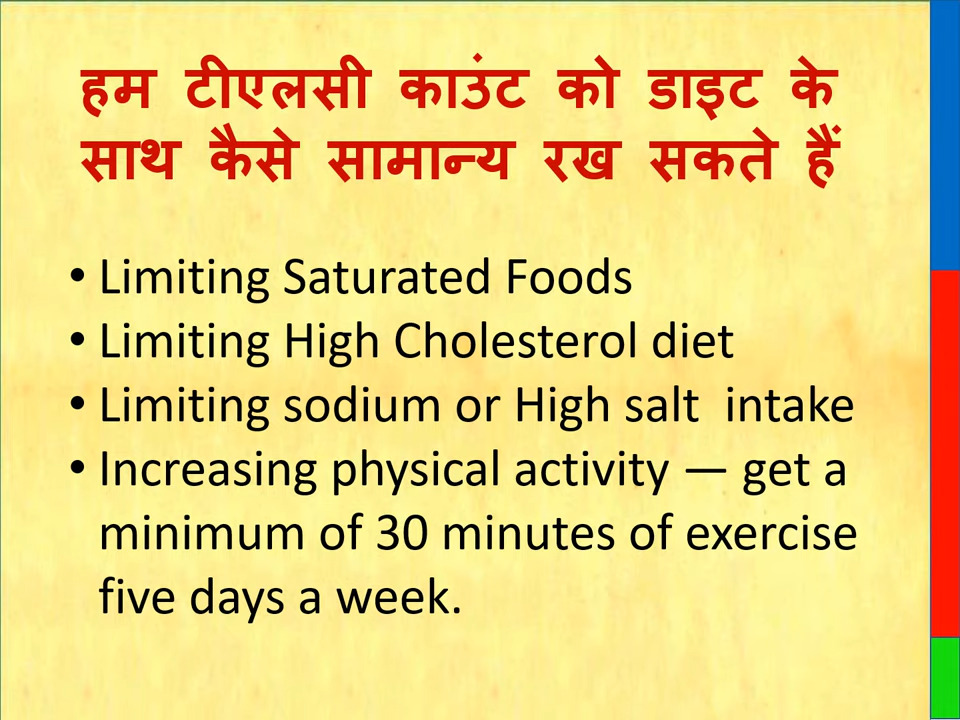 हम टीएलसी काउंट को डाइट के
साथ कैसे सामान्य रख सकते हैं
• Limiting Saturated Foods
• Limiting High Cholesterol diet
• Limiting sodium or High salt  intake
• Increasing physical activity — get a
minimum of 30 minutes of exercise
five days a week.